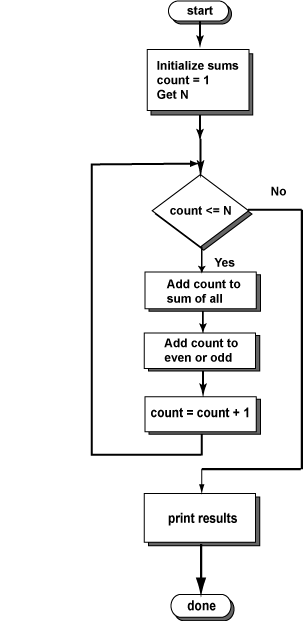 start
Initialize sums
count = 1
Get N
count <= N
No
Yes
Add count to
sum of all
Add count to
even or odd
count = count + 1
print results
done